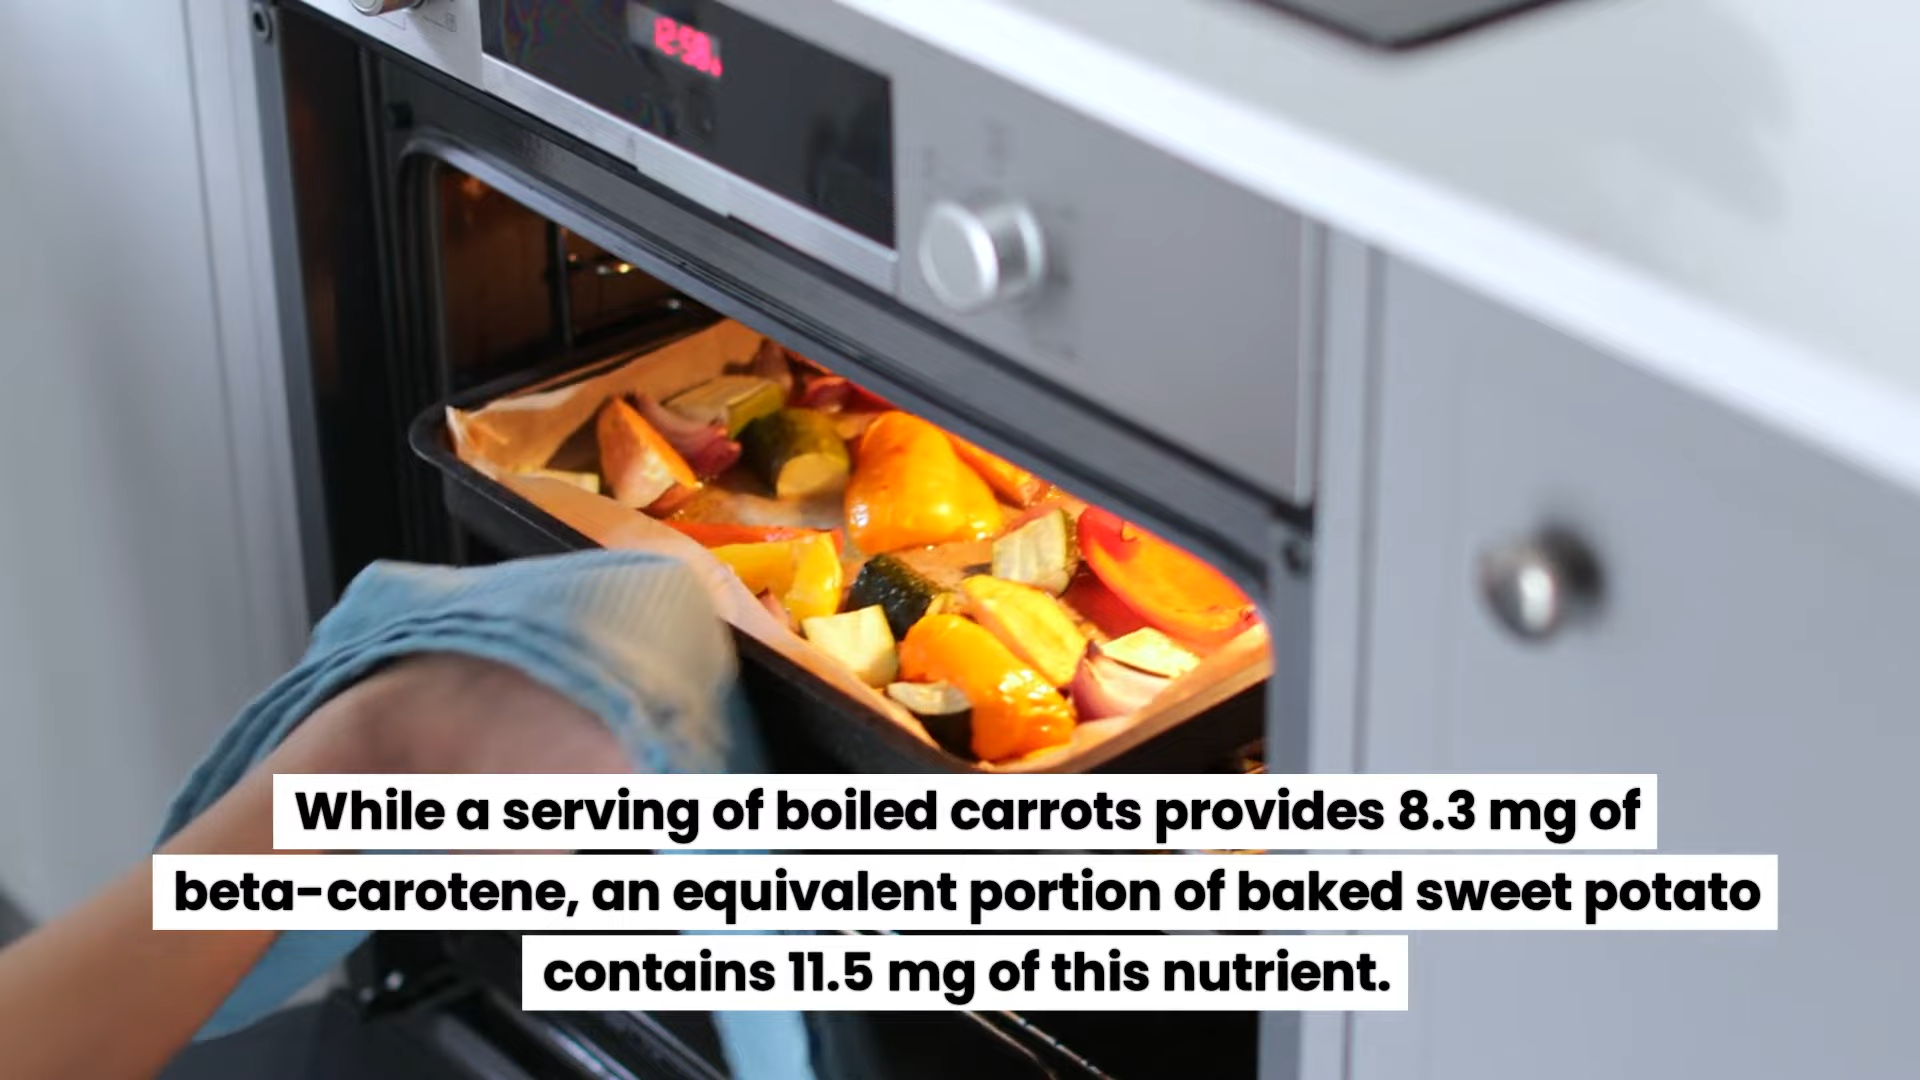 While a serving of boiled carrots provides 8.3 mg of
beta-carotene, an equivalent portion of baked sweet potato
contains 11.5 mg of this nutrient.